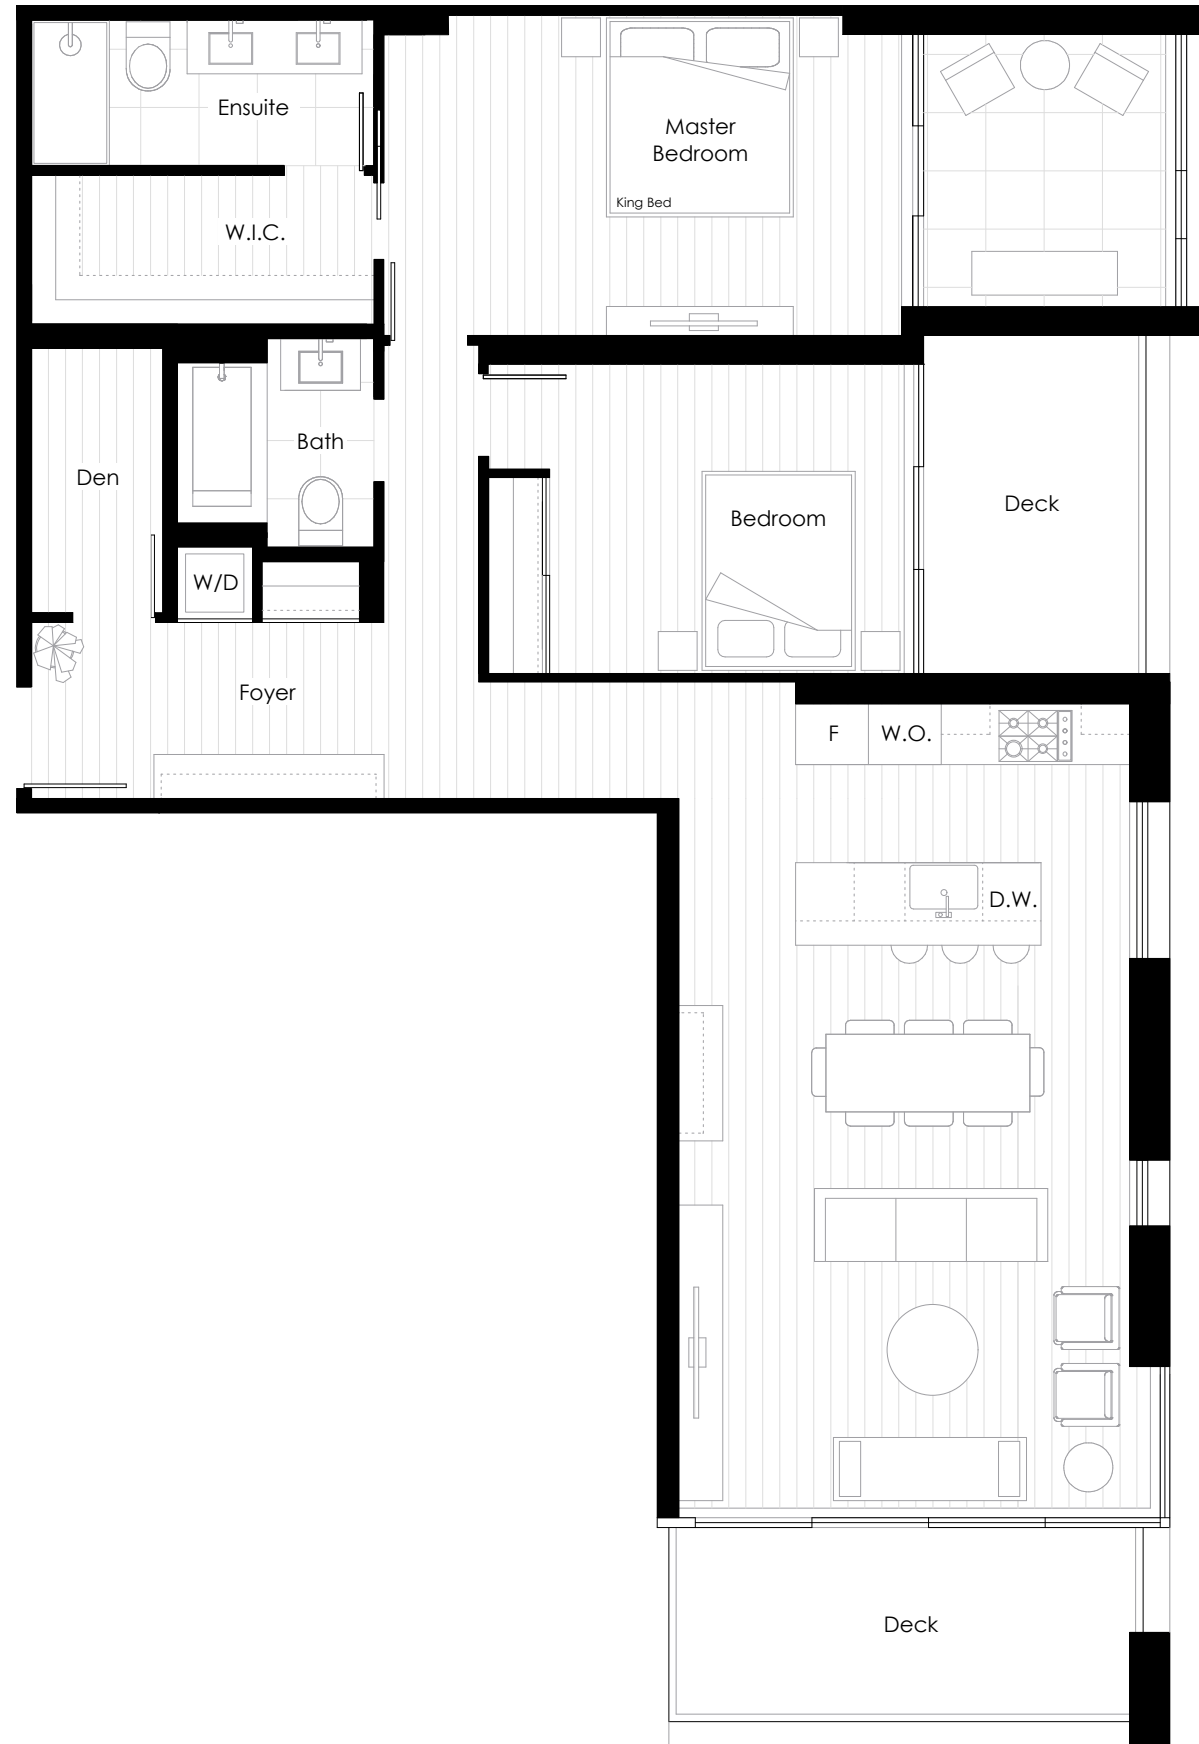 Ensuite
Master
Bedroom
King Bed
W.I.C.
Bath
Den
Bedroom
Deck
W/D
Foyer
F
W.O.
D.W.
Deck